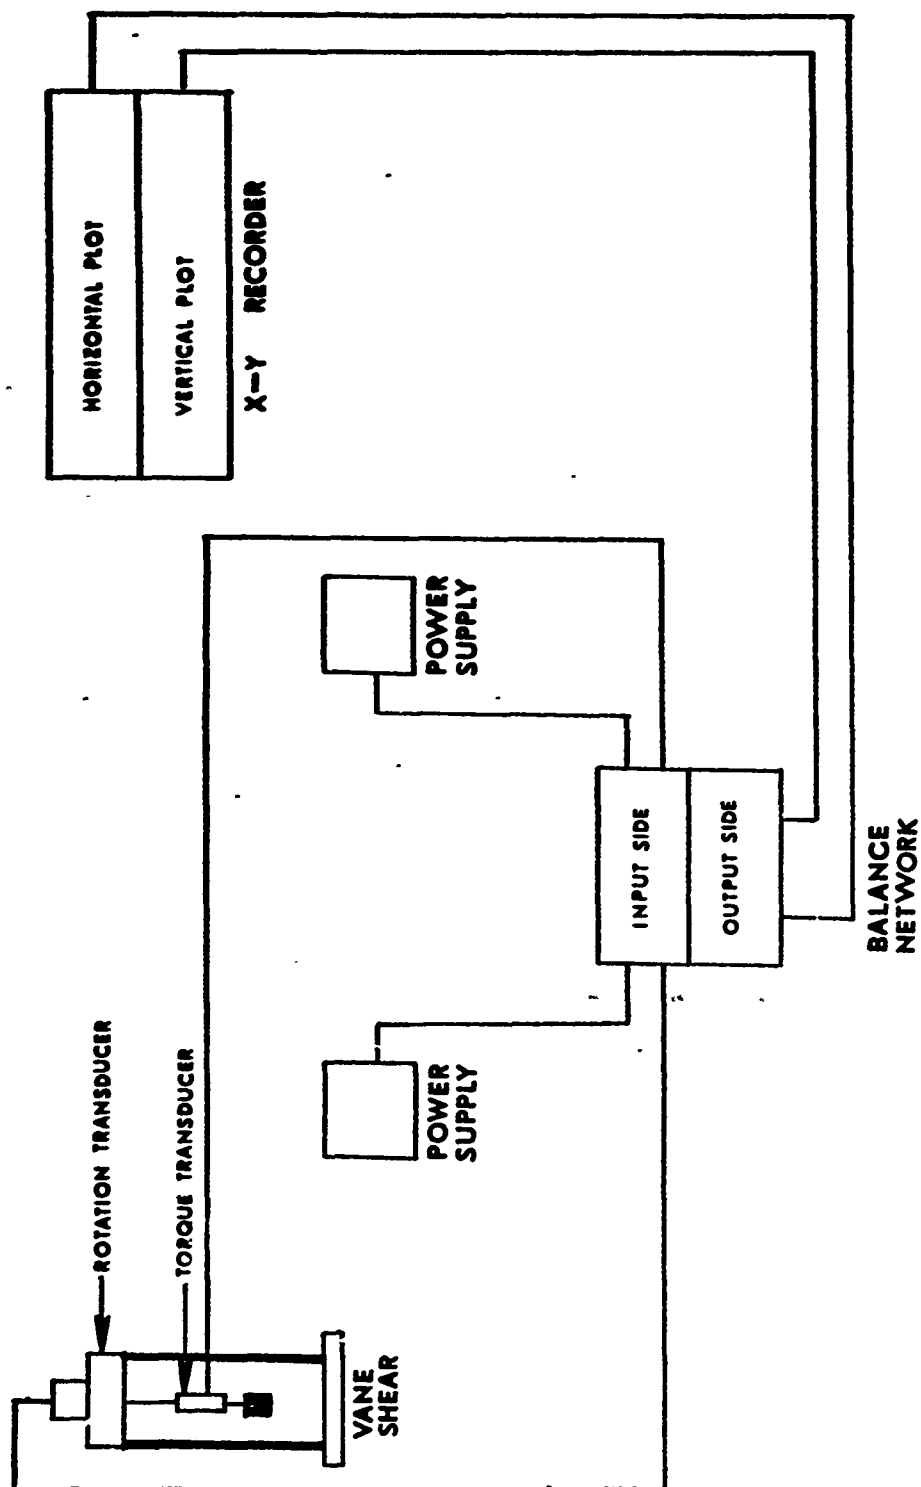 ROTATION TRANSDUCER
TORQUE TRANSDUCER
VANE
SHEAR
POWER
SUPPLY
POWER
SUPPLY
INPUT SIDE
OUTPUT SIDE
BALANCE
NETWORK
HORIZONTAL PLOT
VERTICAL PLOT
X-Y RECORDER